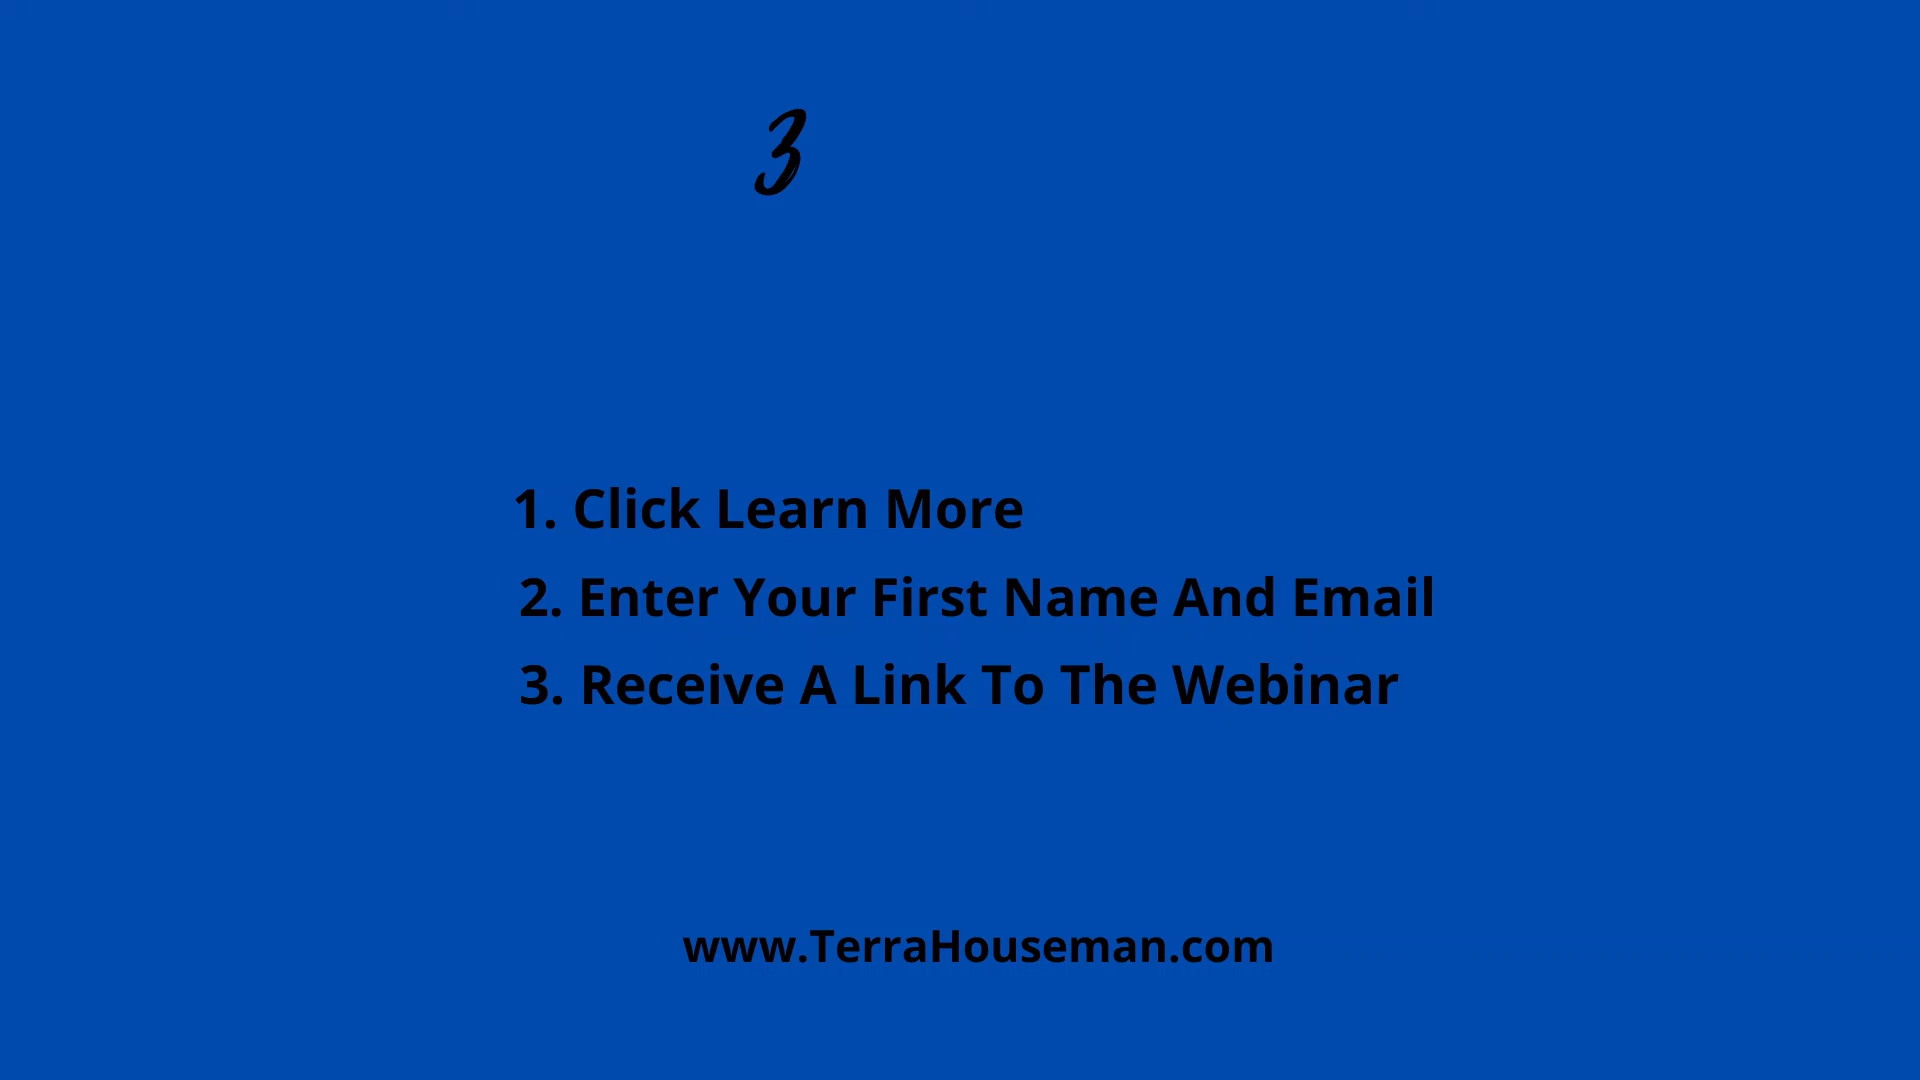 3
1. Click Learn More
2. Enter Your First Name And Email
3. Receive A Link To The Webinar
www.TerraHouseman.com